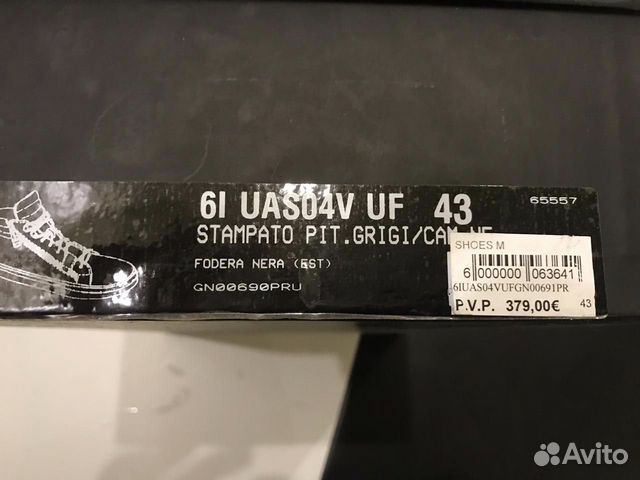 6I UAS04V UF 43
65557
STAMPATO PIT.GRIGI/CAM.NE
FODERA NERA (EST)
GN00690PRU
SHOES M
6 000000 063641
6IUAS04VUFGN00691PR
P.V.P. 379,00€ 43
Avito